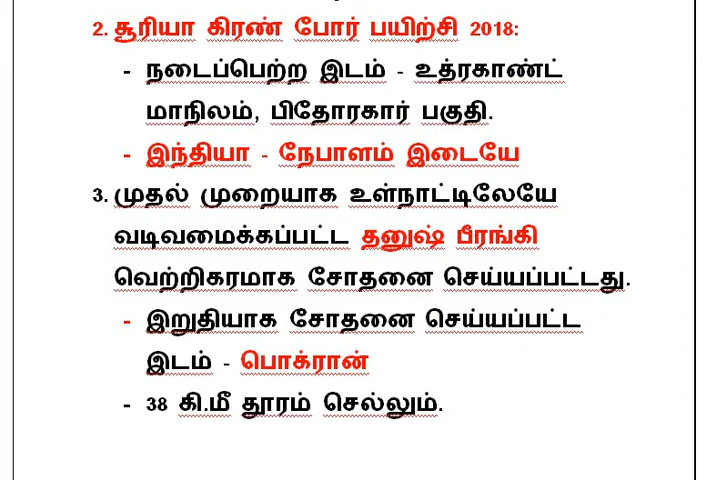 2. சூரியா கிரண் போர் பயிற்சி 2018:
- நடைப்பெற்ற இடம் - உத்ரகாண்ட்
மாநிலம், பிதோரகார் பகுதி.
- இந்தியா - நேபாளம் இடையே
3. முதல் முறையாக உள்நாட்டிலேயே
வடிவமைக்கப்பட்ட தனுஷ் பீரங்கி
வெற்றிகரமாக சோதனை செய்யப்பட்டது.
- இறுதியாக சோதனை செய்யப்பட்ட
இடம் - பொக்ரான்
- 38 கி.மீ தூரம் செல்லும்.